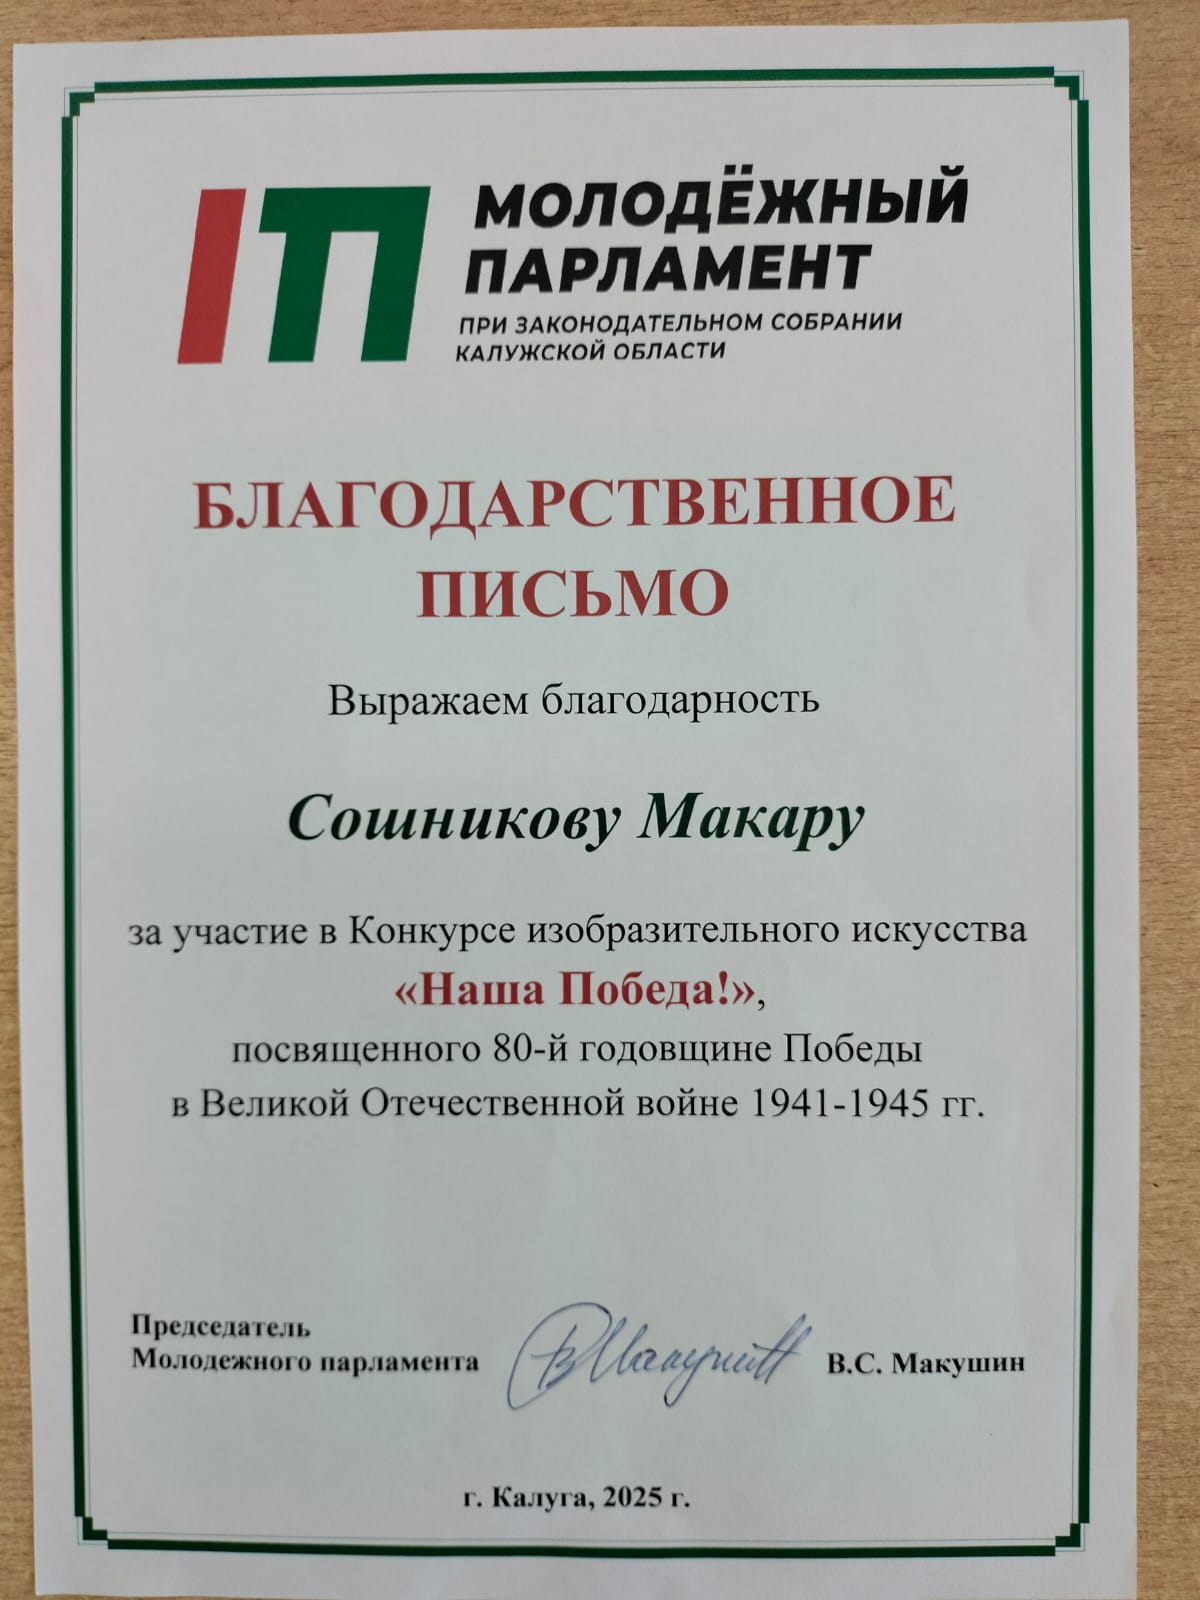 МОЛОДЁЖНЫЙ
ПАРЛАМЕНТ
ПРИ ЗАКОНОДАТЕЛЬНОМ СОБРАНИИ
КАЛУЖСКОЙ ОБЛАСТИ
БЛАГОДАРСТВЕННОЕ
ПИСЬМО
Выражаем благодарность
Сошникову Макару
за участие в Конкурсе изобразительного искусства
«Наша Победа!»,
посвященного 80-й годовщине Победы
в Великой Отечественной войне 1941-1945 гг.
Председатель
Молодежного парламента
В.С. Макушин
г. Калуга, 2025 г.